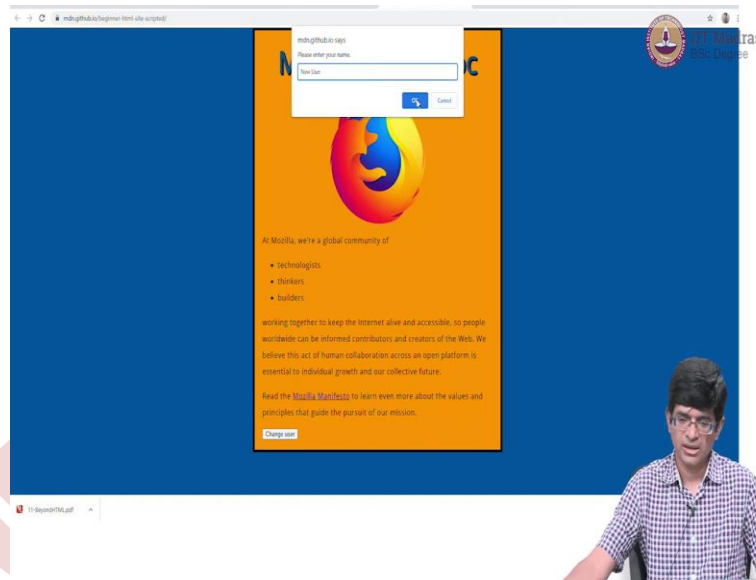 mdn.github.io/beginner-html-site-scripted/
IIT Madras
BSc Degree
mdn.github.io says
Please enter your name.
New User
OK
Cancel
M
oc
At Mozilla, we're a global community of
technologists
thinkers
builders
working together to keep the Internet alive and accessible, so people
worldwide can be informed contributors and creators of the Web. We
believe this act of human collaboration across an open platform is
essential to individual growth and our collective future.
Read the Mozilla Manifesto to learn even more about the values and
principles that guide the pursuit of our mission.
Change user
11-BeyondHTML.pdf